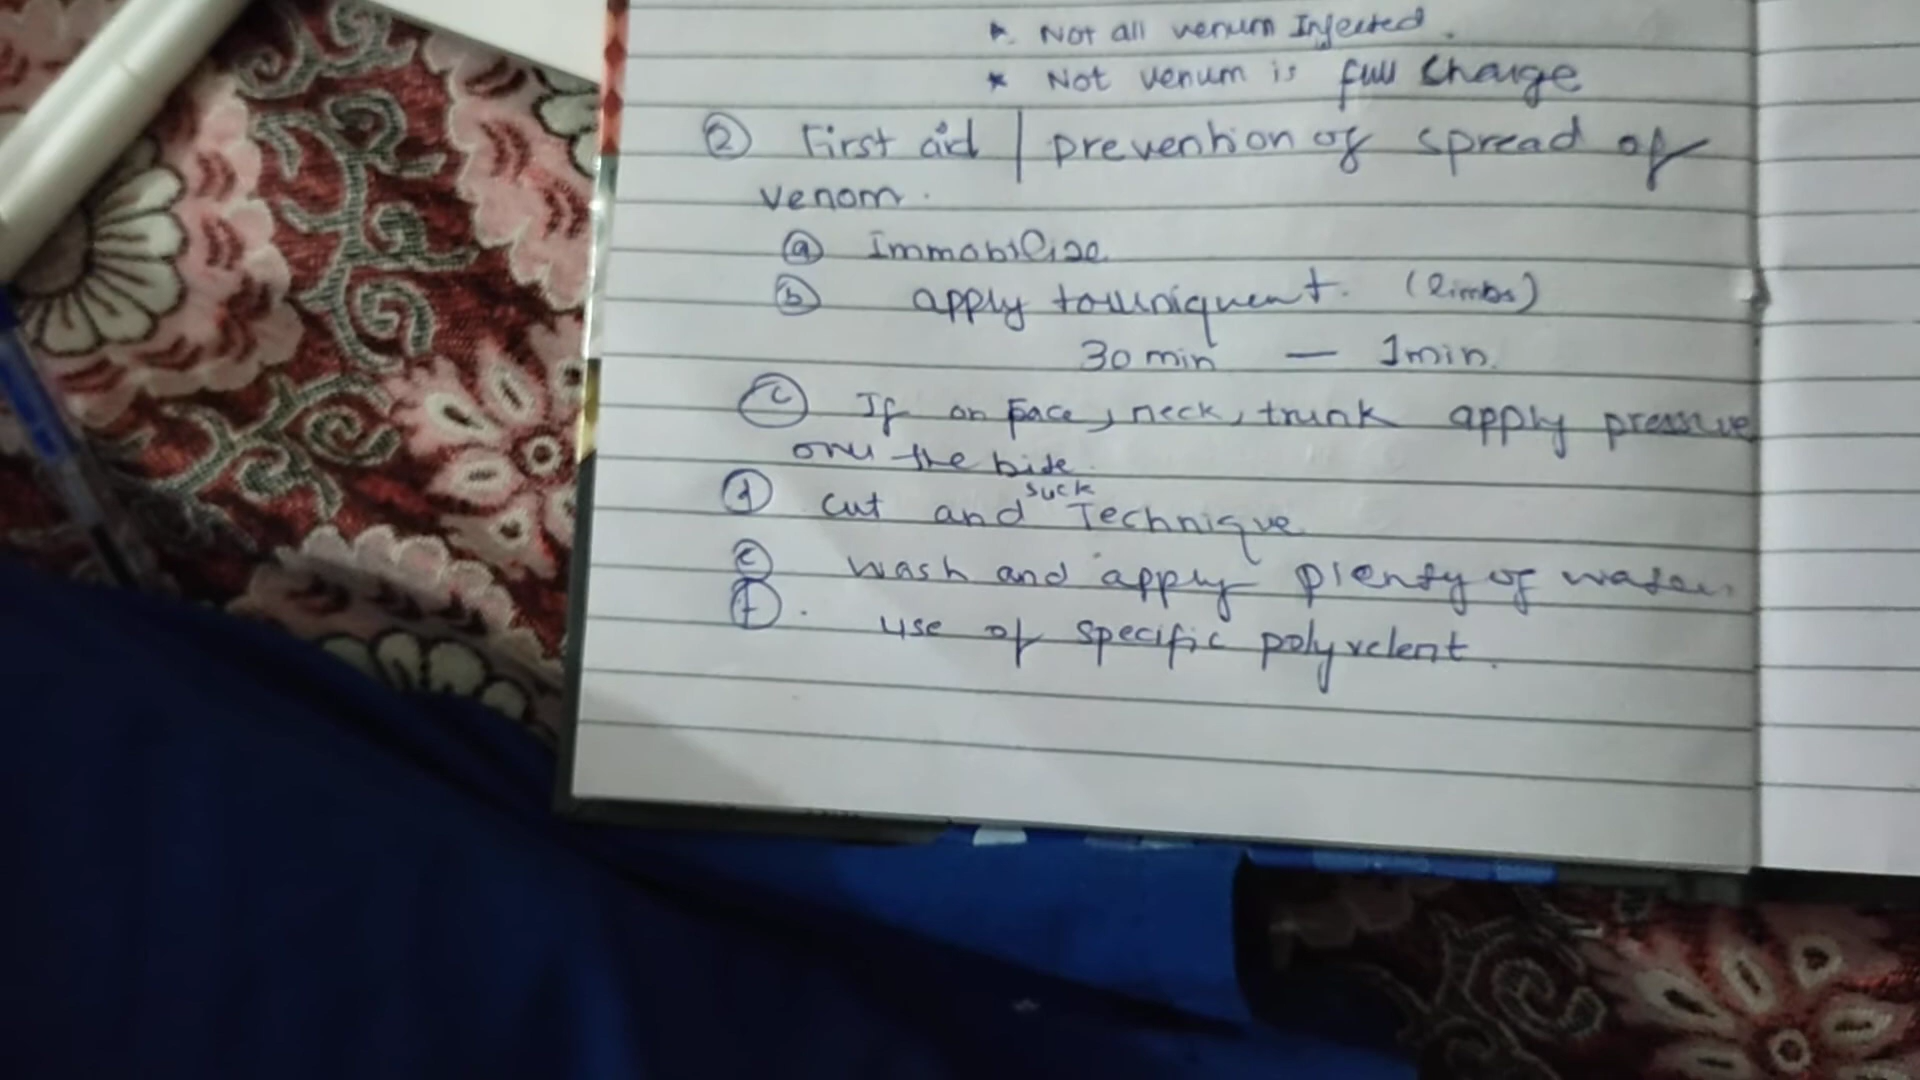 * Not all venum Injected.
* Not venum is full Charge
② First aid | prevention of spread of
venom.
ⓐ Immobilise
ⓑ apply tourniquent. (limbs)
30 min — 1min.
ⓒ If on face, neck, trunk apply pressure
over the bite.
ⓓ cut and suck Technique
ⓔ wash and apply plenty of water.
ⓕ. use of specific polyvelent.